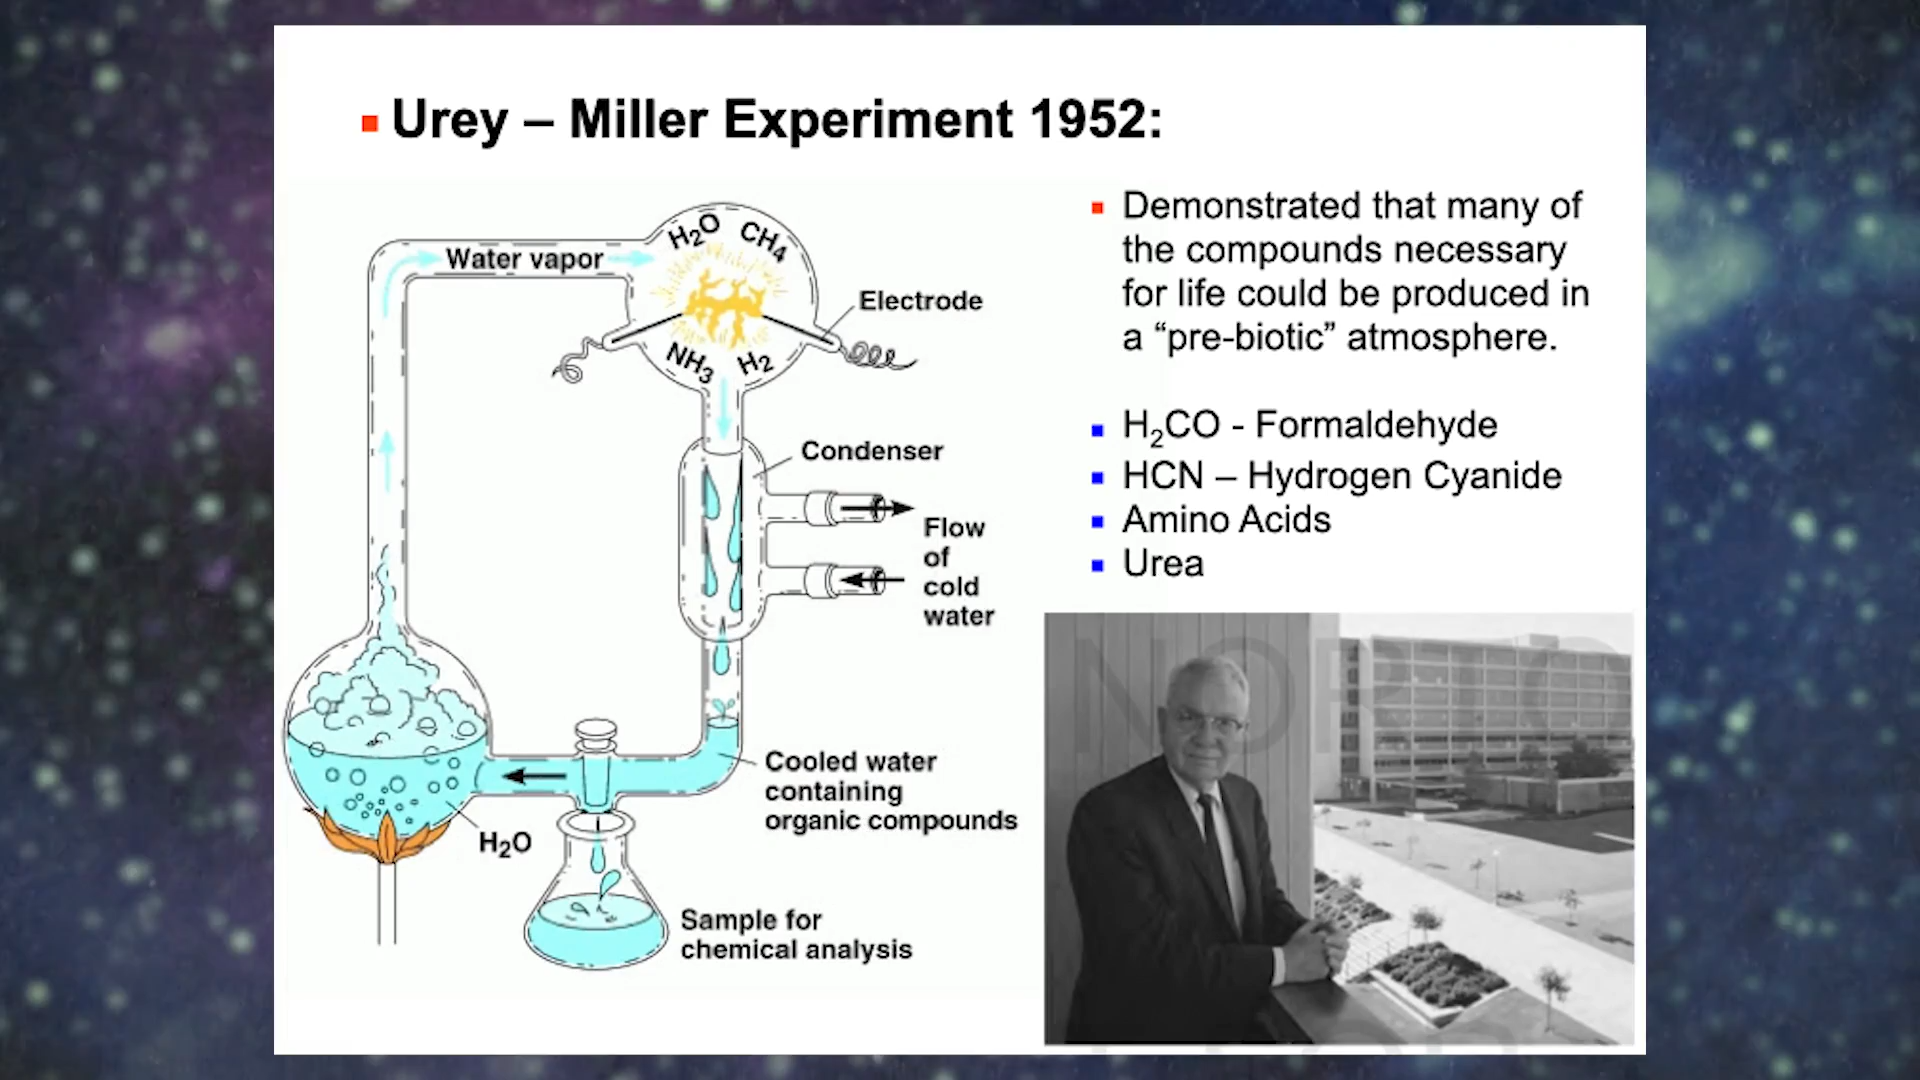 Urey – Miller Experiment 1952:
H2O CH4
Water vapor
Electrode
NH3 H2
Condenser
Flow
of
cold
water
Cooled water
containing
organic compounds
H2O
Sample for
chemical analysis
Demonstrated that many of
the compounds necessary
for life could be produced in
a “pre-biotic” atmosphere.
H₂CO - Formaldehyde
HCN – Hydrogen Cyanide
Amino Acids
Urea